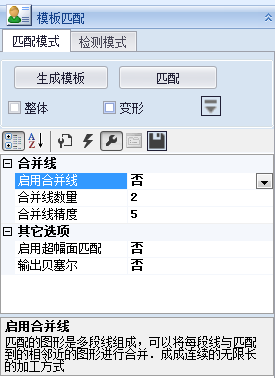 模板匹配
匹配模式 检测模式
生成模板 匹配
整体 变形
合并线
启用合并线 否
合并线数量 2
合并线精度 5
其它选项
启用超幅面匹配 否
输出贝塞尔 否
启用合并线
匹配的图形是多段线组成，可以将每段线与匹配
到的相邻近的图形进行合并．成成连续的无限长
的加工方式